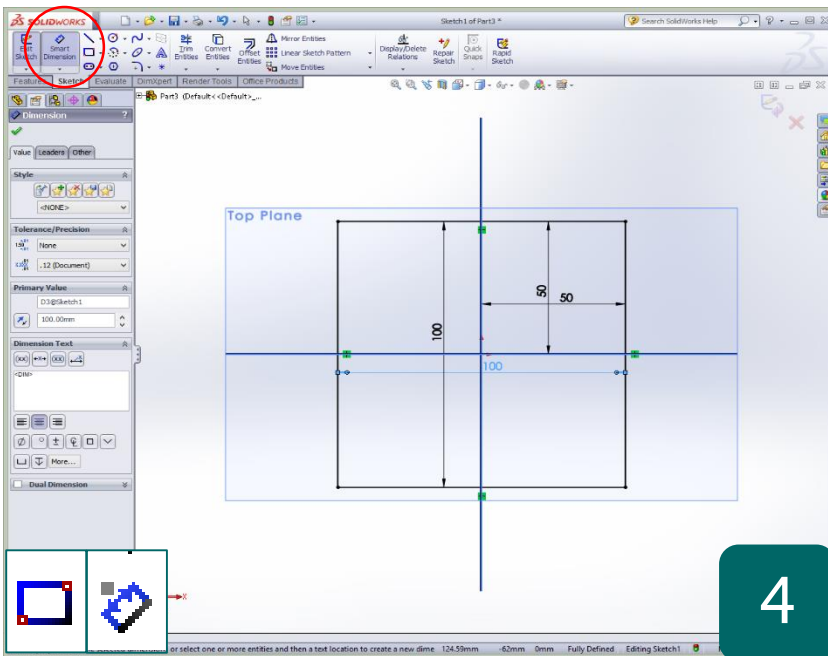 SOLIDWORKS
Sketch1 of Part3 *
Search SolidWorks Help
Edit Sketch
Smart Dimension
Trim Entities
Convert Entities
Offset Entities
Mirror Entities
Linear Sketch Pattern
Move Entities
Display/Delete Relations
Repair Sketch
Quick Snaps
Rapid Sketch
Features
Sketch
Evaluate
DimXpert
Render Tools
Office Products
Part3 (Default<<Default>_...
Dimension
?
Value
Leaders
Other
Style
<NONE>
Tolerance/Precision
None
.12 (Document)
Primary Value
D3@Sketch1
100.00mm
Dimension Text
<DIM>
More...
Dual Dimension
Top Plane
50
50
100
100
X
4
or select one or more entities and then a text location to create a new dime
124.59mm
-62mm
0mm
Fully Defined
Editing Sketch1